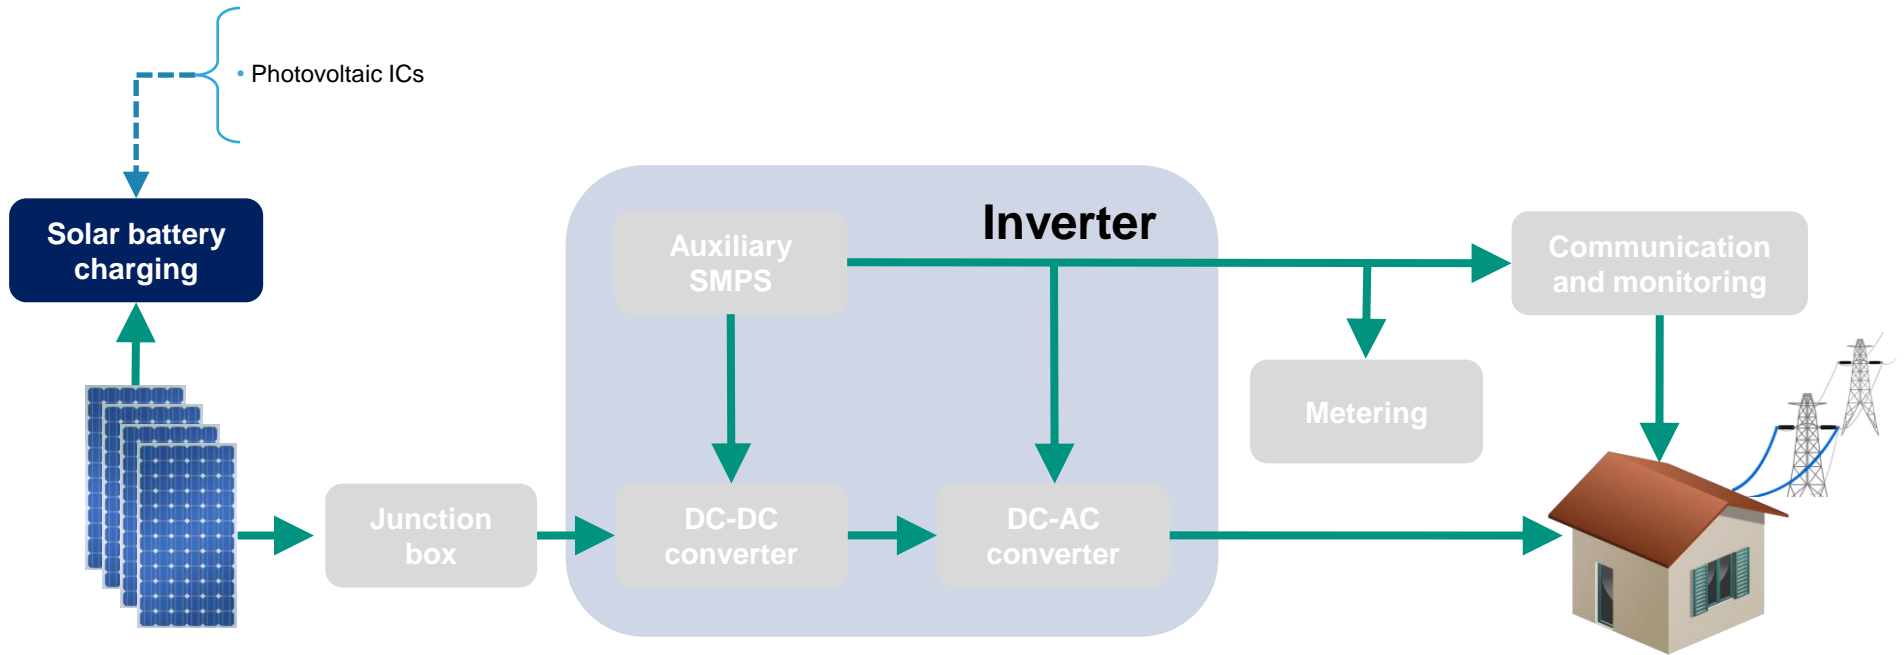 • Photovoltaic ICs
Solar battery
charging
Inverter
Auxiliary
SMPS
Communication
and monitoring
Metering
Junction
box
DC-DC
converter
DC-AC
converter